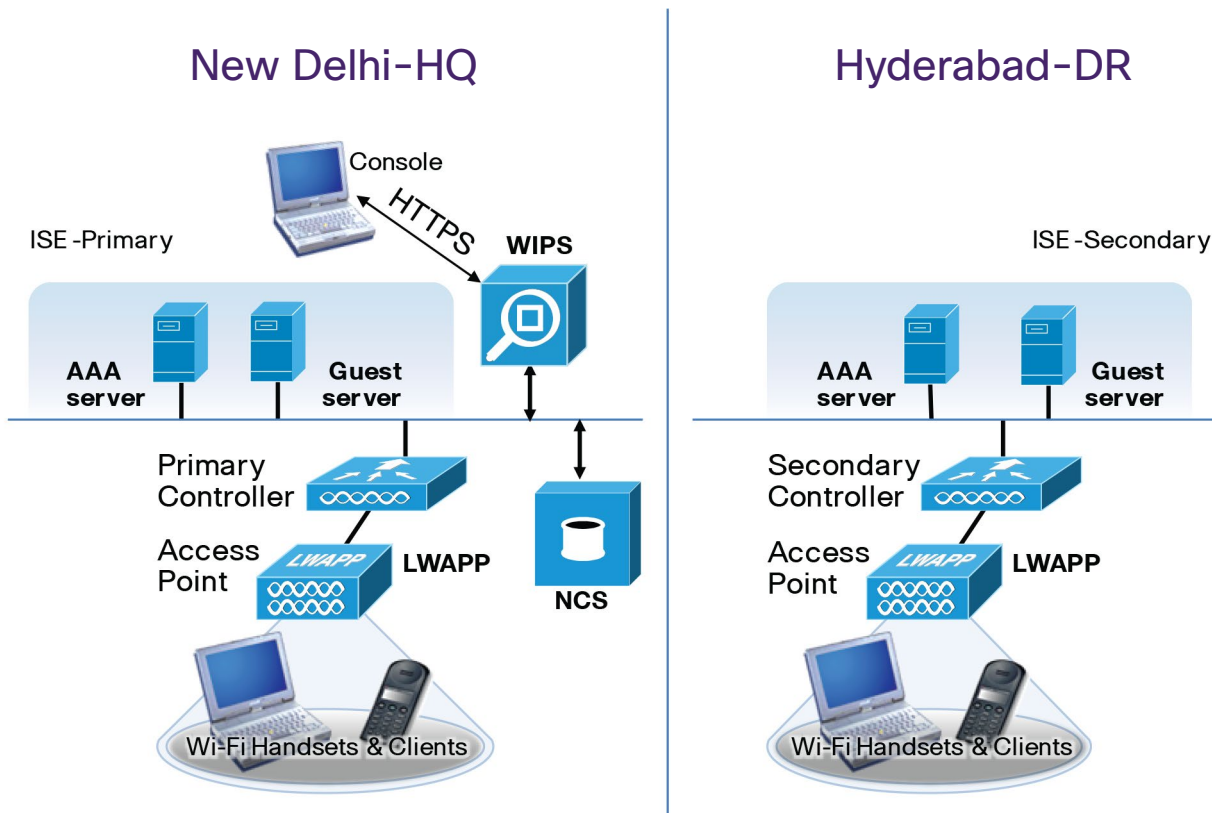 New Delhi-HQ
Console
HTTPS
ISE-Primary
WIPS
AAA
server
Guest
server
Primary
Controller
Access
Point
LWAPP
LWAPP
NCS
Wi-Fi Handsets & Clients
Hyderabad-DR
ISE-Secondary
AAA
server
Guest
server
Secondary
Controller
Access
Point
LWAPP
LWAPP
Wi-Fi Handsets & Clients